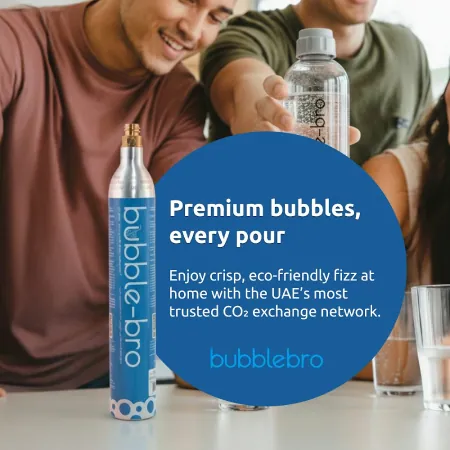 Premium bubbles,
every pour
Enjoy crisp, eco-friendly fizz at
home with the UAE's most
trusted CO₂ exchange network.
bubblebro
bubble-bro
e-bro